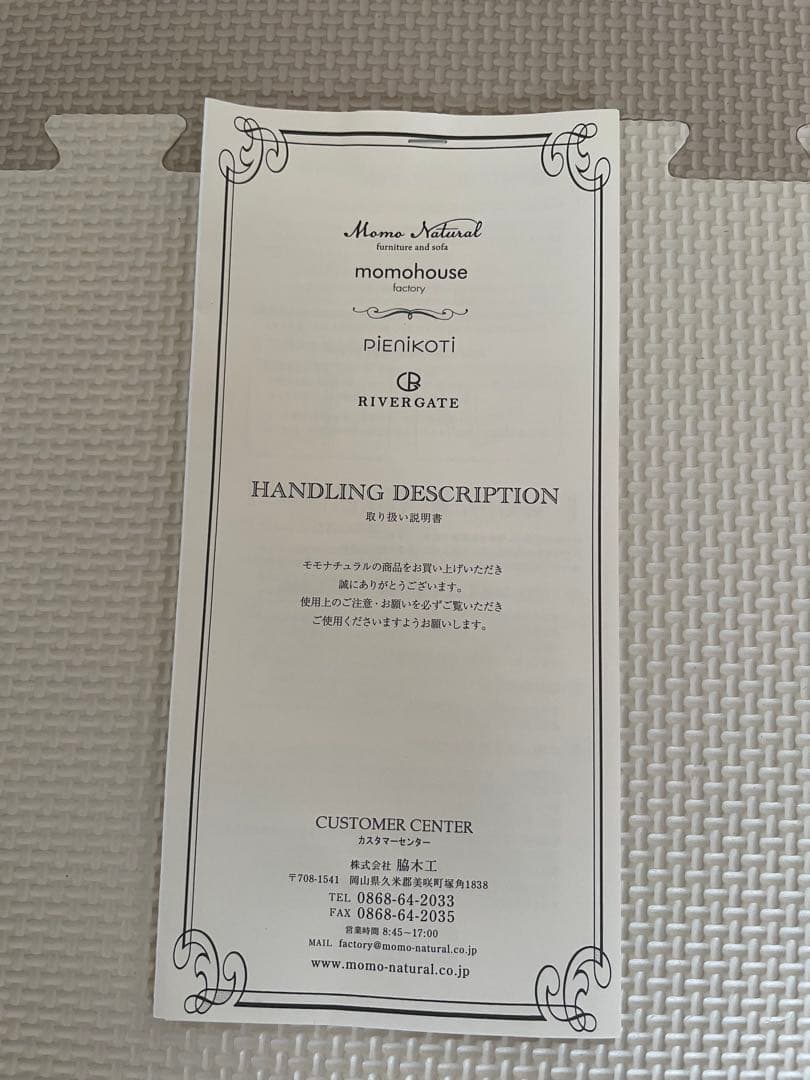 Momo Natural
furniture and sofa
momohouse
factory
PiENiKOTi
RIVERGATE
HANDLING DESCRIPTION
取り扱い説明書
モモナチュラルの商品をお買い上げいただき
誠にありがとうございます。
使用上のご注意・お願いを必ずご覧いただき
ご使用くださいますようお願いします。
CUSTOMER CENTER
カスタマーセンター
株式会社 脇木工
〒708-1541 岡山県久米郡美咲町塚角1838
TEL 0868-64-2033
FAX 0868-64-2035
営業時間 8:45〜17:00
MAIL factory@momo-natural.co.jp
www.momo-natural.co.jp